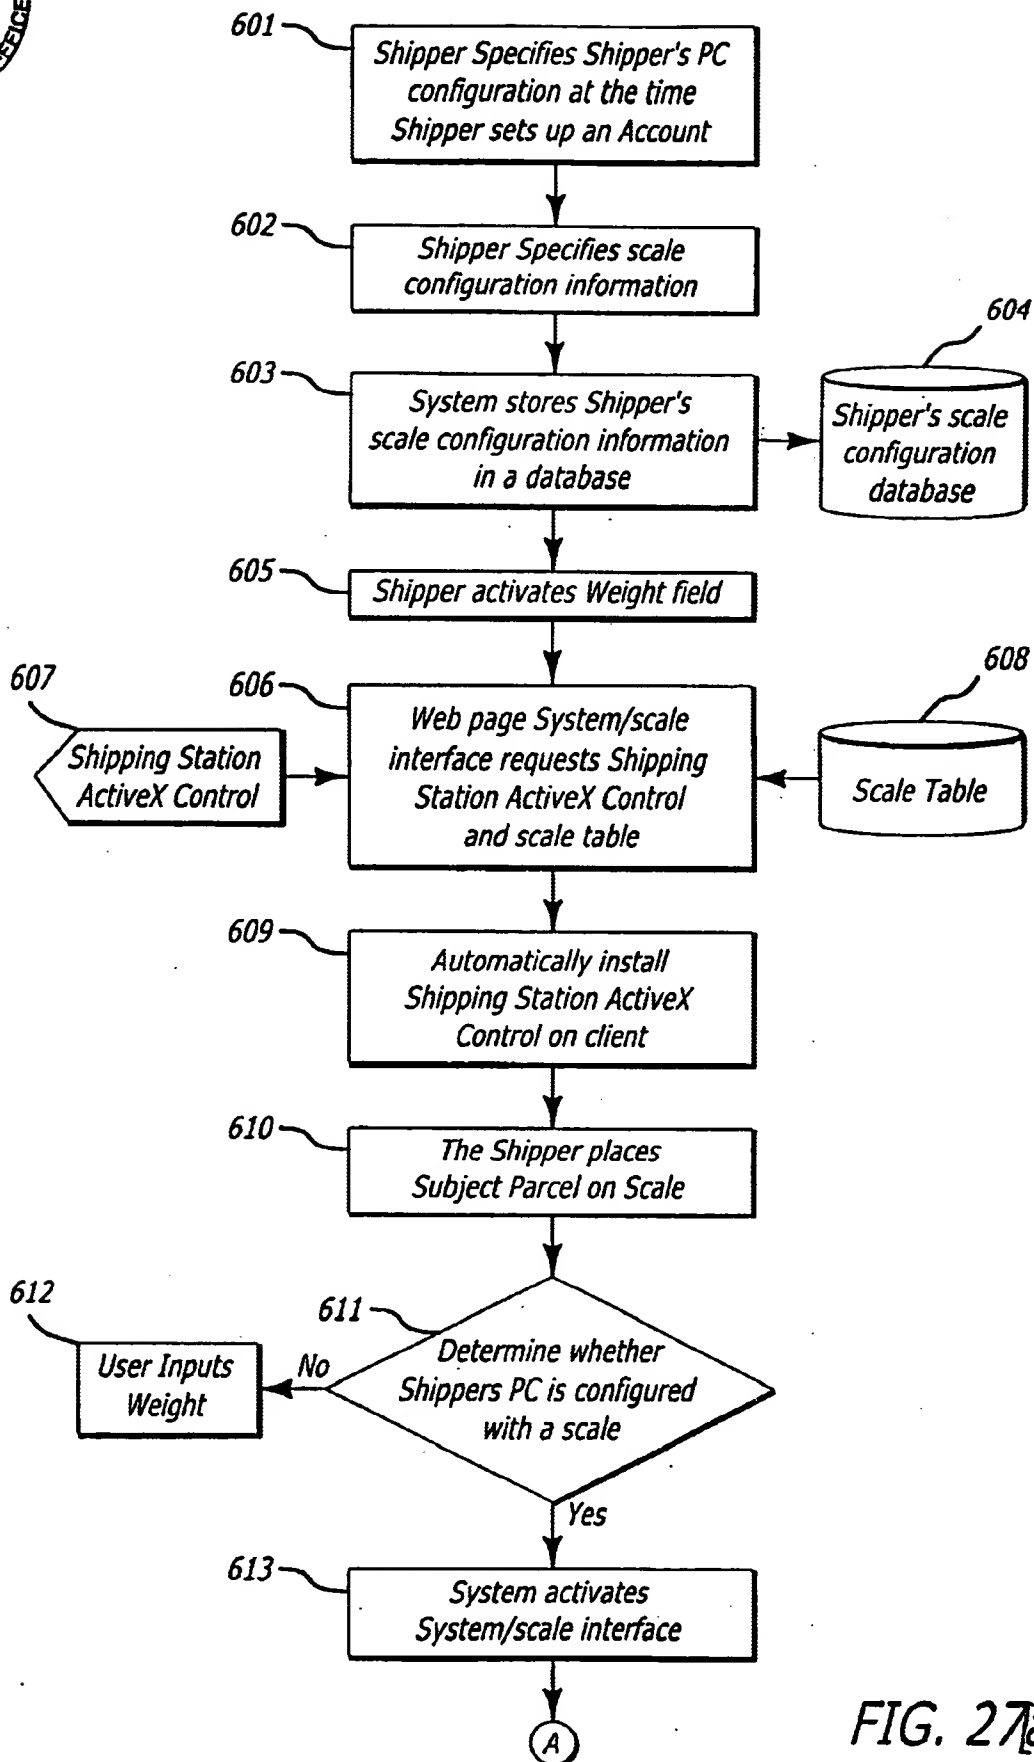 601
Shipper Specifies Shipper's PC
configuration at the time
Shipper sets up an Account
602
Shipper Specifies scale
configuration information
603
System stores Shipper's
scale configuration information
in a database
604
Shipper's scale
configuration
database
605
Shipper activates Weight field
606
Web page System/scale
interface requests Shipping
Station ActiveX Control
and scale table
607
Shipping Station
ActiveX Control
608
Scale Table
609
Automatically install
Shipping Station ActiveX
Control on client
610
The Shipper places
Subject Parcel on Scale
611
Determine whether
Shippers PC is configured
with a scale
No
612
User Inputs
Weight
Yes
613
System activates
System/scale interface
A
FIG. 27